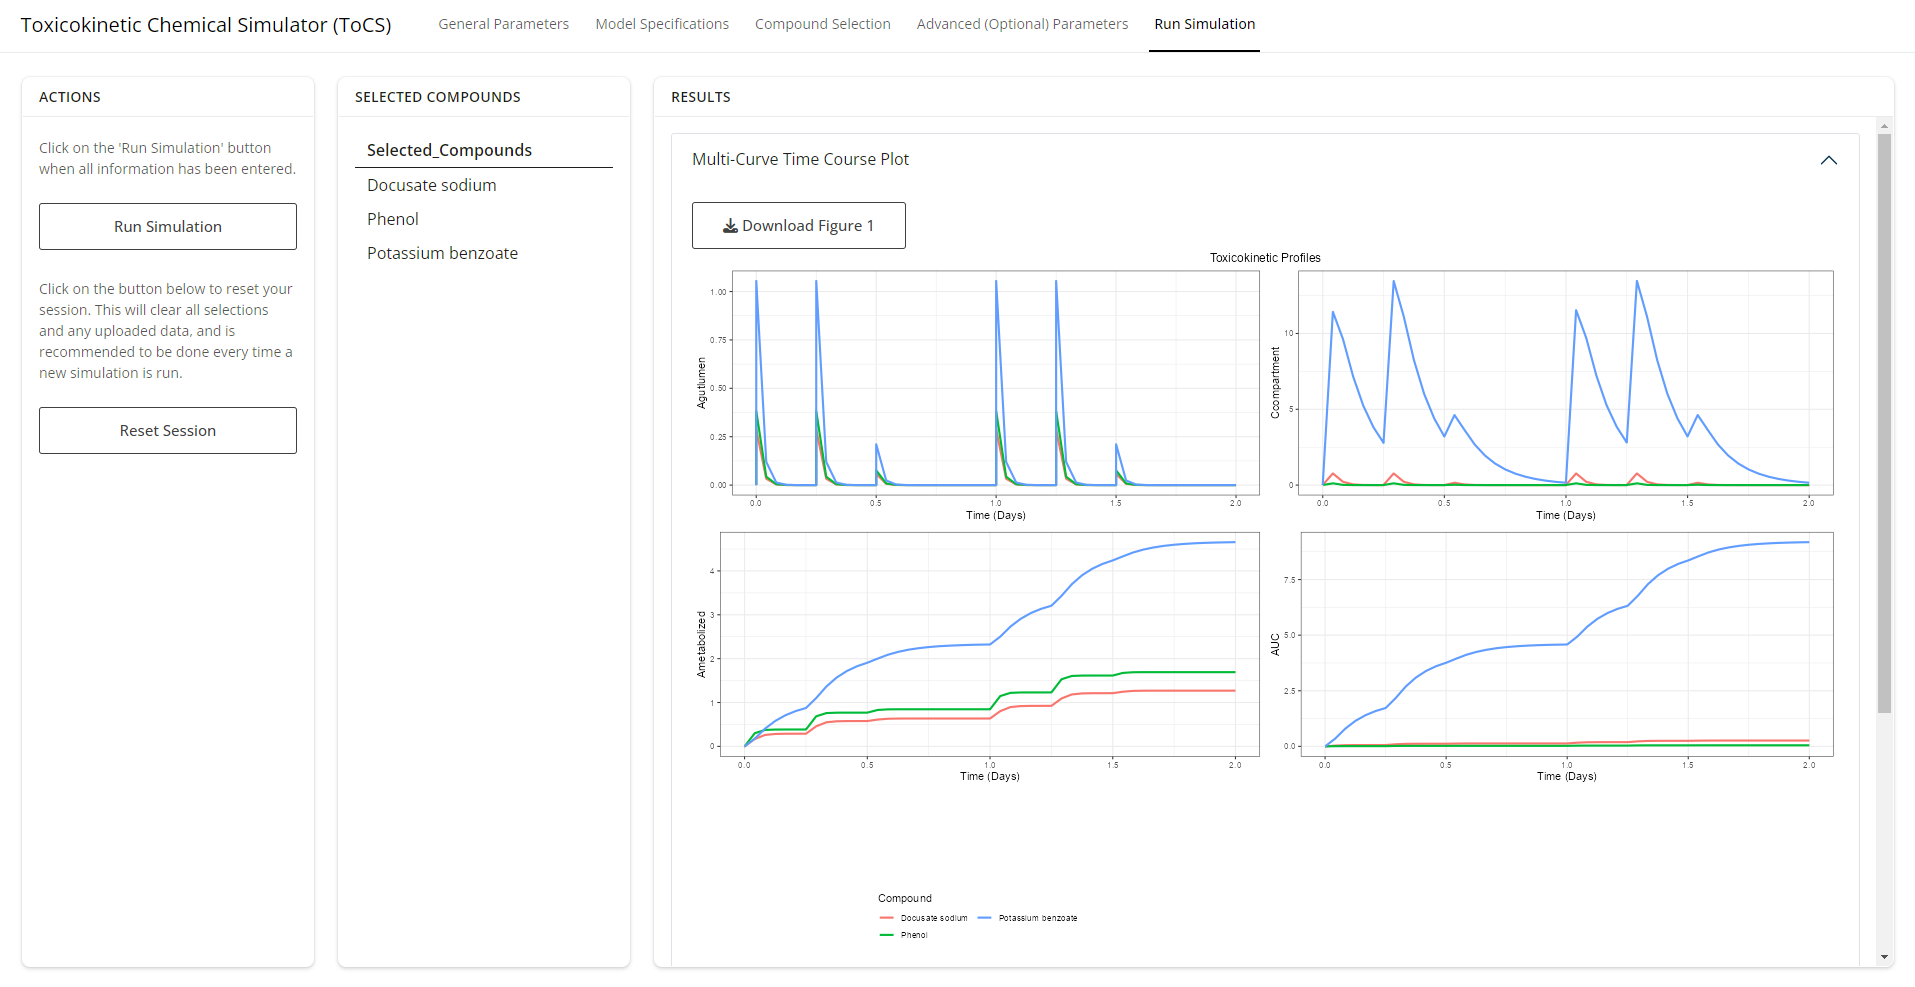 Toxicokinetic Chemical Simulator (ToCS)
General Parameters
Model Specifications
Compound Selection
Advanced (Optional) Parameters
Run Simulation
ACTIONS
Click on the 'Run Simulation' button
when all information has been entered.
Run Simulation
Click on the button below to reset your
session. This will clear all selections
and any uploaded data, and is
recommended to be done every time a
new simulation is run.
Reset Session
SELECTED COMPOUNDS
Selected_Compounds
Docusate sodium
Phenol
Potassium benzoate
RESULTS
Multi-Curve Time Course Plot
Download Figure 1
Toxicokinetic Profiles
Agutlumen
1.00
0.75
0.50
0.25
0.00
0.0 0.5 1.0 1.5 2.0
Time (Days)
Ccompartment
10
5
0
0.0 0.5 1.0 1.5 2.0
Time (Days)
Ametabolized
4
3
2
1
0
0.0 0.5 1.0 1.5 2.0
Time (Days)
AUC
7.5
5.0
2.5
0.0
0.0 0.5 1.0 1.5 2.0
Time (Days)
Compound
Docusate sodium
Potassium benzoate
Phenol